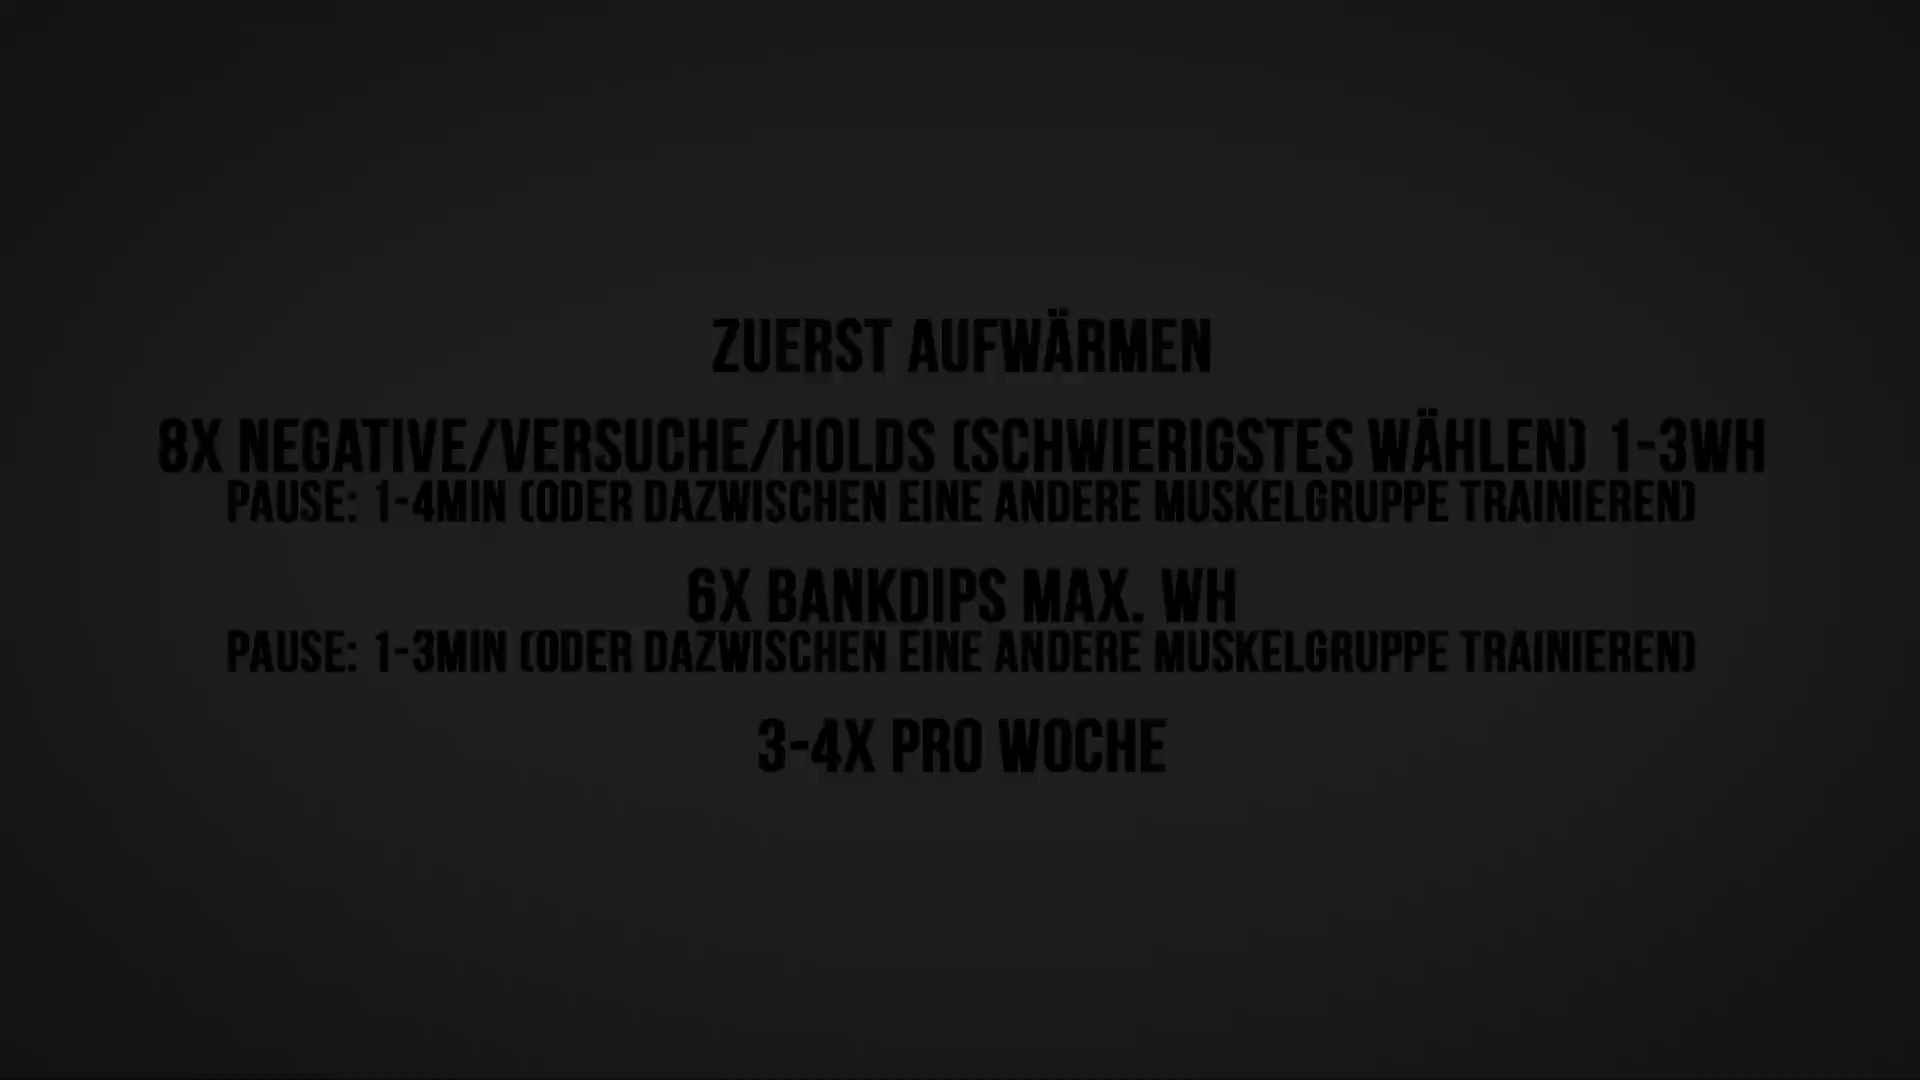 ZUERST AUFWÄRMEN
8X NEGATIVE/VERSUCHE/HOLDS (SCHWIERIGSTES WÄHLEN) 1-3WH
PAUSE: 1-4MIN (ODER DAZWISCHEN EINE ANDERE MUSKELGRUPPE TRAINIEREN)
6X BANKDIPS MAX. WH
PAUSE: 1-3MIN (ODER DAZWISCHEN EINE ANDERE MUSKELGRUPPE TRAINIEREN)
3-4X PRO WOCHE